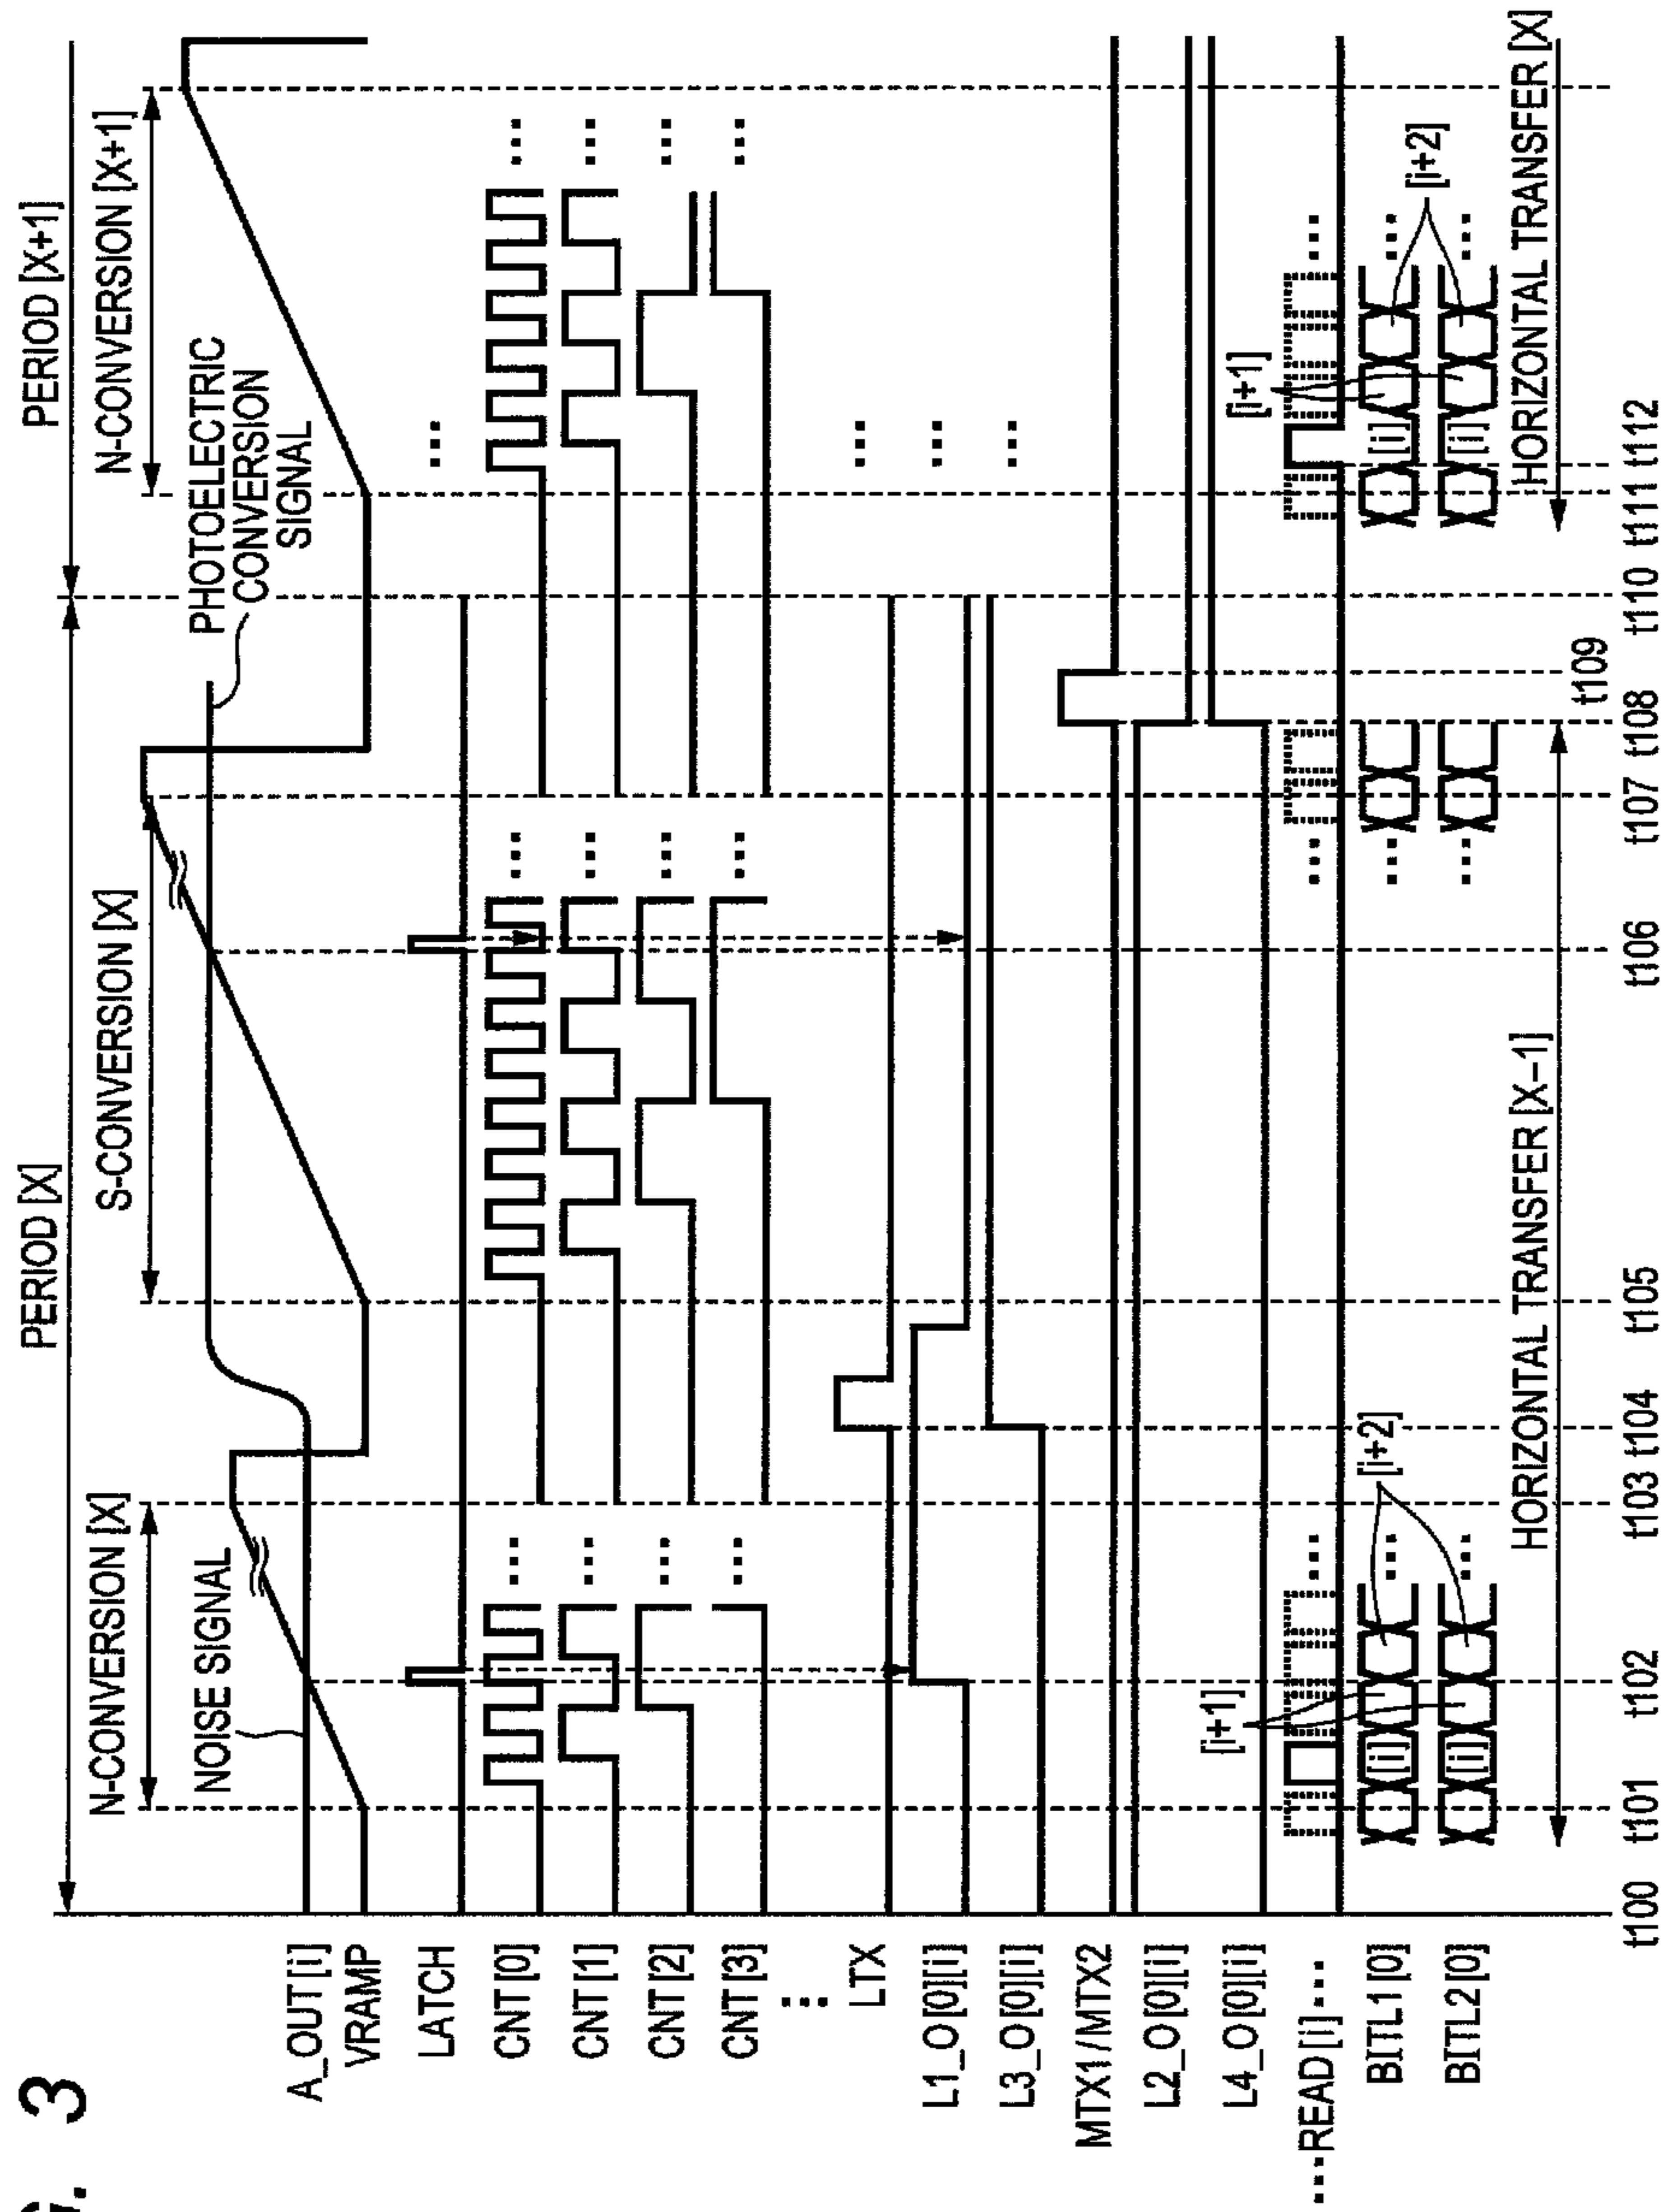 G. 3
PERIOD [X]
PERIOD [X+1]
N-CONVERSION [X]
S-CONVERSION [X]
N-CONVERSION [X+1]
NOISE SIGNAL
PHOTOELECTRIC
CONVERSION
SIGNAL
A_OUT [i]
VRAMP
LATCH
CNT [0]
CNT [1]
CNT [2]
CNT [3]
LTX
L1_O [0][i]
L3_O [0][i]
MTX1 / MTX2
L2_O [0][i]
L4_O [0][i]
···READ [i]···
BITL1 [0]
BITL2 [0]
[i+1]
[i+2]
[i]
[i]
[i+1]
[i+2]
[i]
[i]
HORIZONTAL TRANSFER [X–1]
HORIZONTAL TRANSFER [X]
t100 t101 t102 t103 t104 t105 t106 t107 t108 t109 t110 t111 t112